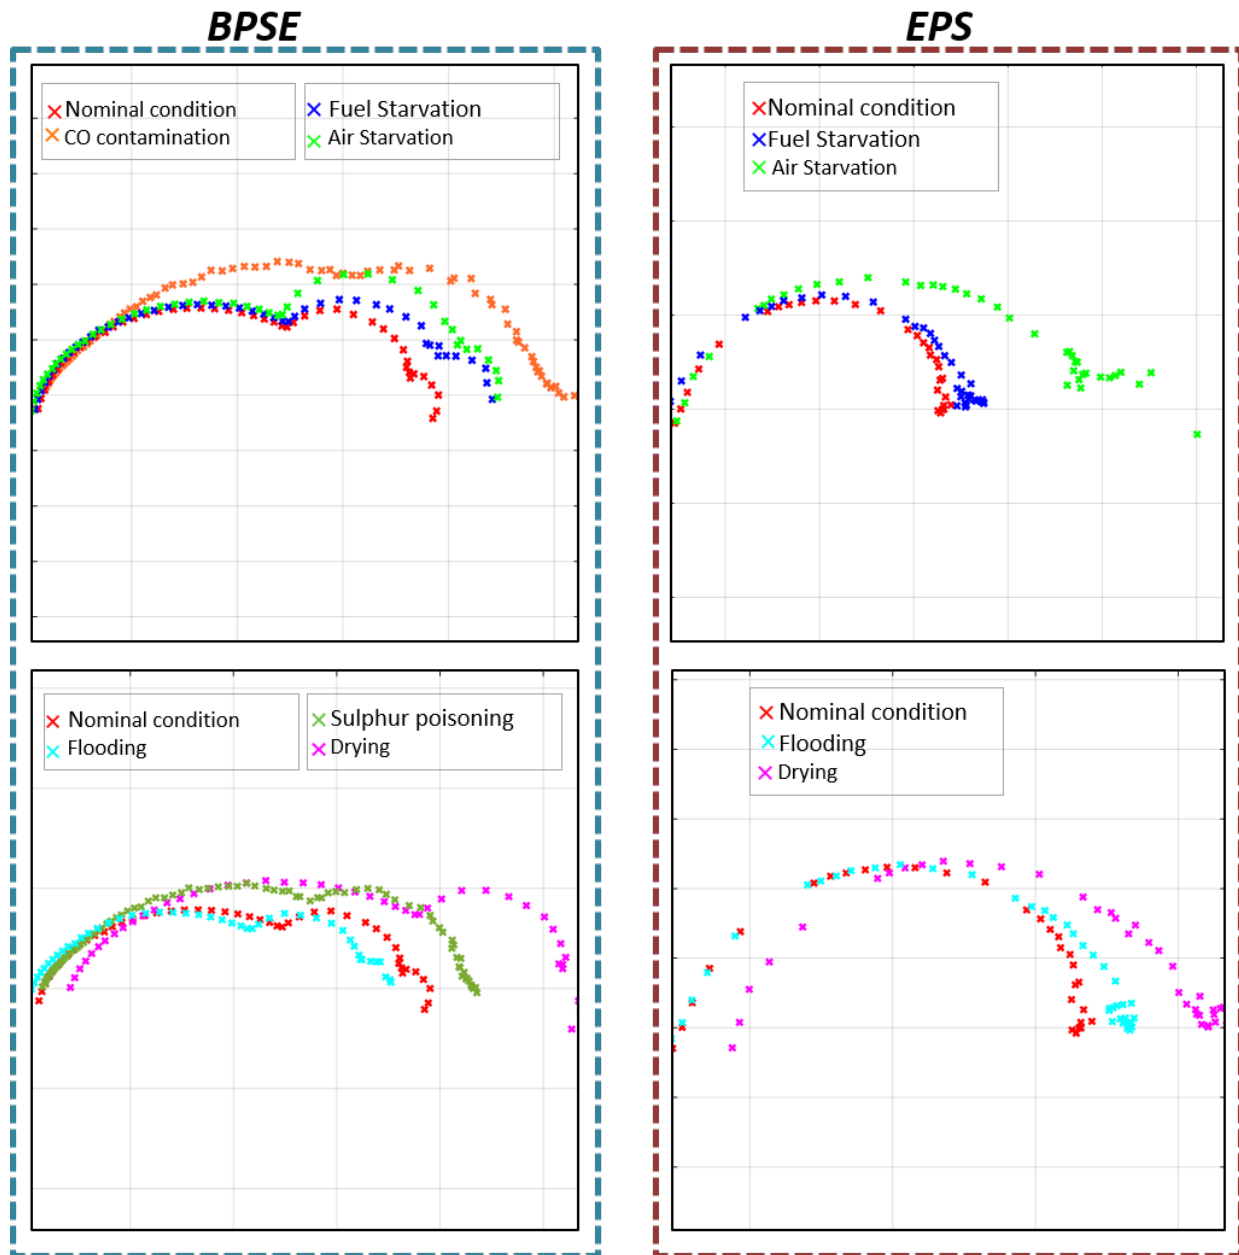 BPSE
EPS
Nominal condition
Fuel Starvation
CO contamination
Air Starvation
Nominal condition
Fuel Starvation
Air Starvation
Nominal condition
Sulphur poisoning
Flooding
Drying
Nominal condition
Flooding
Drying